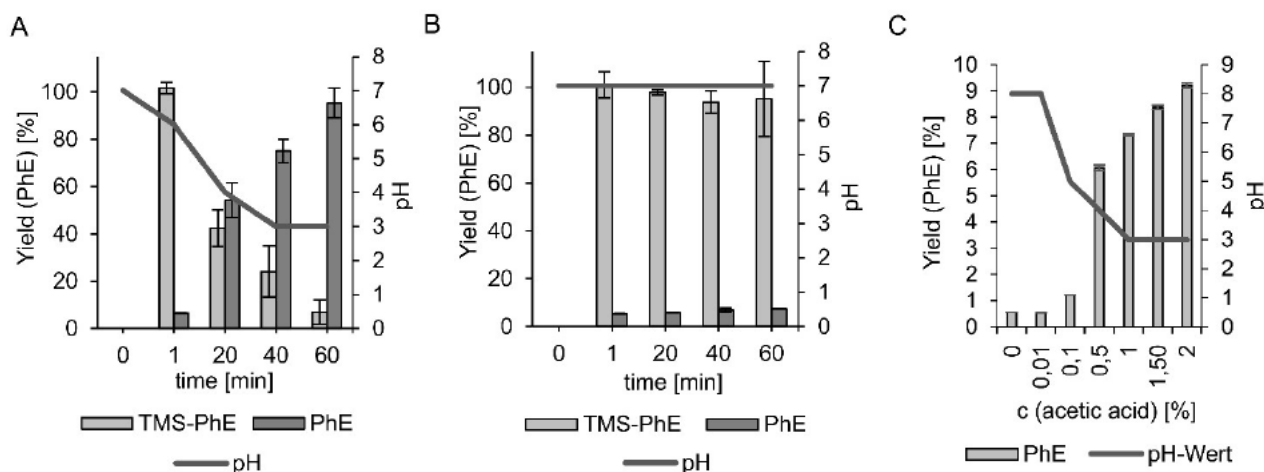 A
Yield (PhE) [%]
100
80
60
40
20
0
8
7
6
5
4
3
2
1
0
pH
0 1 20 40 60
time [min]
TMS-PhE PhE
pH
B
Yield (PhE) [%]
100
80
60
40
20
0
8
7
6
5
4
3
2
1
0
pH
0 1 20 40 60
time [min]
TMS-PhE PhE
pH
C
Yield (PhE) [%]
10
9
8
7
6
5
4
3
2
1
0
9
8
7
6
5
4
3
2
1
0
pH
0 0,01 0,1 0,5 1 1,50 2
c (acetic acid) [%]
PhE pH-Wert